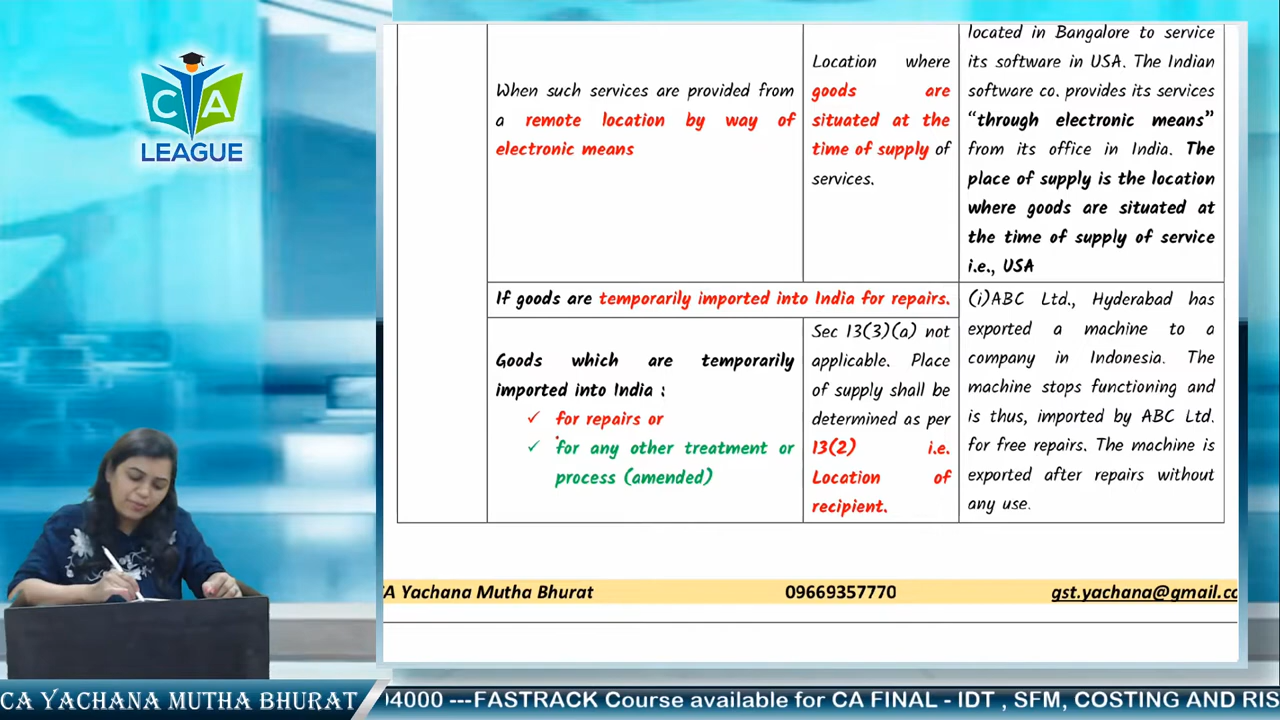 C A
LEAGUE
When such services are provided from
a remote location by way of
electronic means
Location where
goods are
situated at the
time of supply of
services.
located in Bangalore to service
its software in USA. The Indian
software co. provides its services
“through electronic means”
from its office in India. The
place of supply is the location
where goods are situated at
the time of supply of service
i.e., USA
If goods are temporarily imported into India for repairs.
Goods which are temporarily
imported into India :
✓ for repairs or
✓ for any other treatment or
process (amended)
Sec 13(3)(a) not
applicable. Place
of supply shall be
determined as per
13(2) i.e.
Location of
recipient.
(i)ABC Ltd., Hyderabad has
exported a machine to a
company in Indonesia. The
machine stops functioning and
is thus, imported by ABC Ltd.
for free repairs. The machine is
exported after repairs without
any use.
CA Yachana Mutha Bhurat 09669357770 gst.yachana@gmail.co
CA YACHANA MUTHA BHURAT
04000 ---FASTRACK Course available for CA FINAL - IDT , SFM, COSTING AND RIS